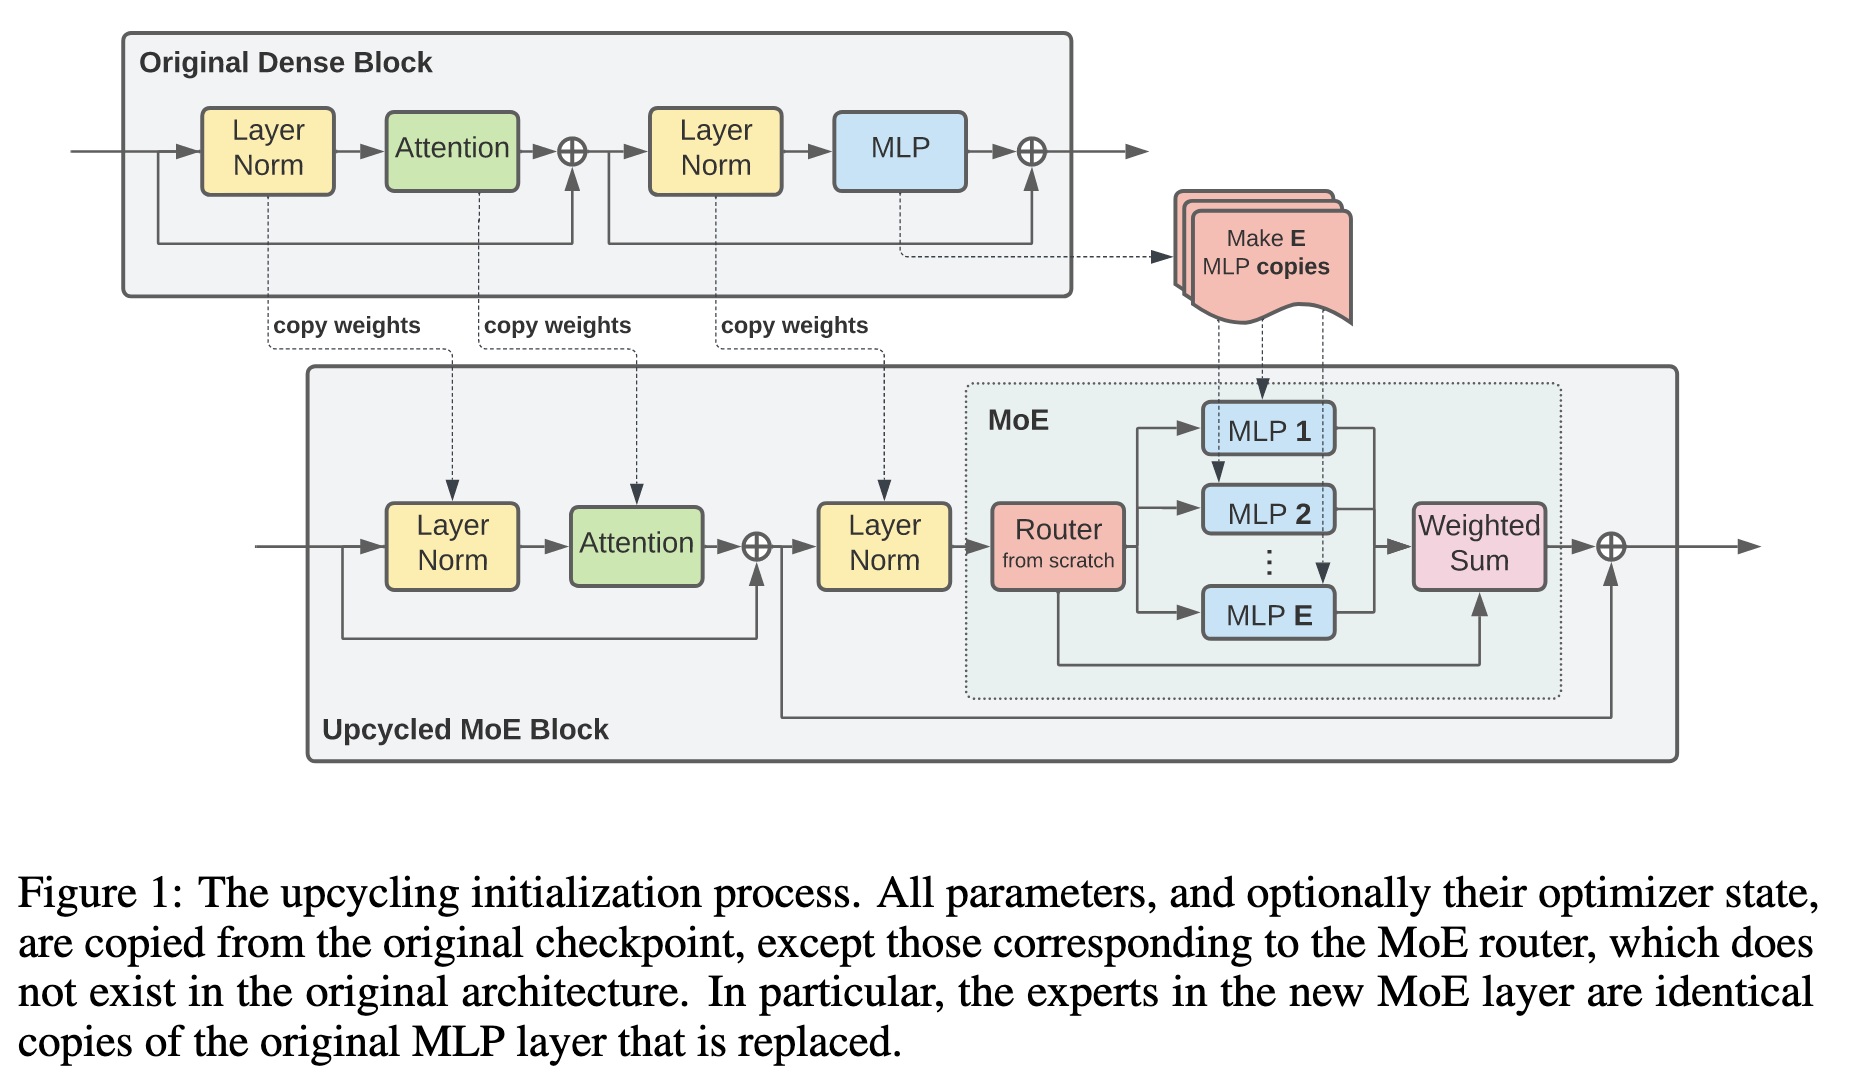 Original Dense Block
Layer
Norm
Attention
Layer
Norm
MLP
Make E
MLP copies
copy weights
copy weights
copy weights
MoE
MLP 1
MLP 2
⋮
MLP E
Layer
Norm
Attention
Layer
Norm
Router
from scratch
Weighted
Sum
Upcycled MoE Block
Figure 1: The upcycling initialization process. All parameters, and optionally their optimizer state,
are copied from the original checkpoint, except those corresponding to the MoE router, which does
not exist in the original architecture. In particular, the experts in the new MoE layer are identical
copies of the original MLP layer that is replaced.